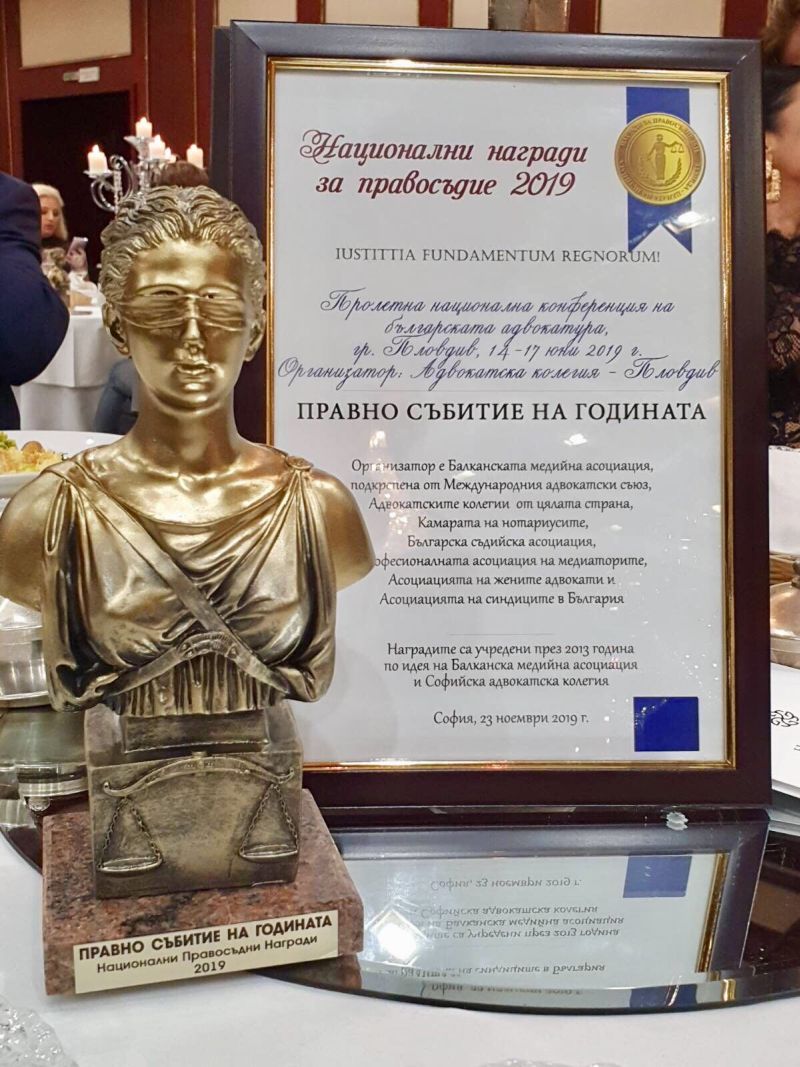 Национални награди
за правосъдие 2019
IUSTITTIA FUNDAMENTUM REGNORUM!
Пролетна национална конференция на
българската адвокатура,
гр. Пловдив, 14-17 юни 2019 г.
Организатор: Адвокатска колегия - Пловдив
ПРАВНО СЪБИТИЕ НА ГОДИНАТА
Организатор е Балканската медийна асоциация,
подкрепена от Международния адвокатски съюз,
Адвокатските колегии от цялата страна,
Камарата на нотариусите,
Българска съдийска асоциация,
офесионалната асоциация на медиаторите,
Асоциацията на жените адвокати и
Асоциацията на синдиците в България
Наградите са учредени през 2013 година
по идея на Балканска медийна асоциация
и Софийска адвокатска колегия
София, 23 ноември 2019 г.
ПРАВНО СЪБИТИЕ НА ГОДИНАТА
Национални Правосъдни Награди
2019